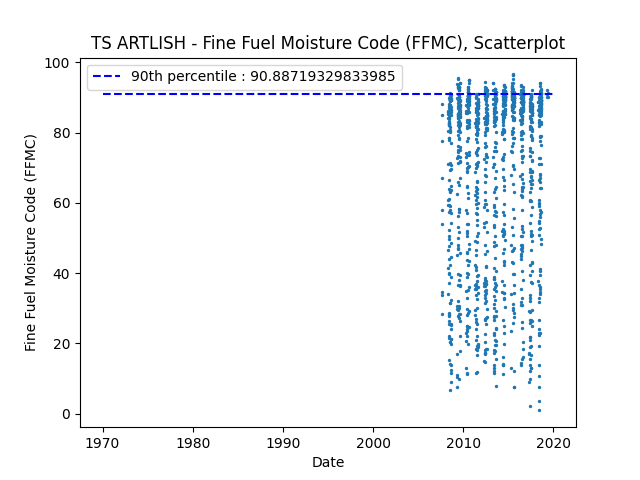 TS ARTLISH - Fine Fuel Moisture Code (FFMC), Scatterplot
90th percentile : 90.88719329833985
Fine Fuel Moisture Code (FFMC)
100
80
60
40
20
0
1970 1980 1990 2000 2010 2020
Date